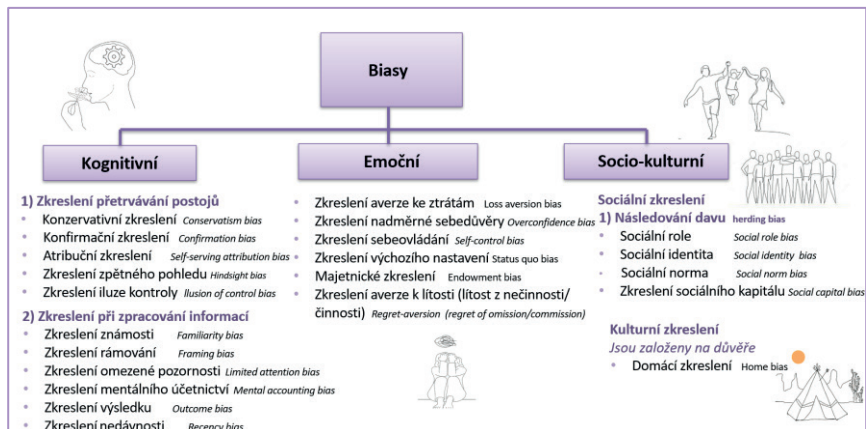 Biasy
Kognitivní
1) Zkreslení přetrvávání postojů
• Konzervativní zkreslení Conservatism bias
• Konfirmační zkreslení Confirmation bias
• Atribuční zkreslení Self-serving attribution bias
• Zkreslení zpětného pohledu Hindsight bias
• Zkreslení iluze kontroly Illusion of control bias
2) Zkreslení při zpracování informací
• Zkreslení známosti Familiarity bias
• Zkreslení rámování Framing bias
• Zkreslení omezené pozornosti Limited attention bias
• Zkreslení mentálního účetnictví Mental accounting bias
• Zkreslení výsledku Outcome bias
• Zkreslení nedávnosti Recency bias
Emoční
• Zkreslení averze ke ztrátám Loss aversion bias
• Zkreslení nadměrné sebedůvěry Overconfidence bias
• Zkreslení sebeovládání Self-control bias
• Zkreslení výchozího nastavení Status quo bias
• Majetnické zkreslení Endowment bias
• Zkreslení averze k lítosti (lítost z nečinnosti/
činnosti) Regret-aversion (regret of omission/commission)
Socio-kulturní
Sociální zkreslení
1) Následování davu herding bias
• Sociální role Social role bias
• Sociální identita Social identity bias
• Sociální norma Social norm bias
• Zkreslení sociálního kapitálu Social capital bias
Kulturní zkreslení
Jsou založeny na důvěře
• Domácí zkreslení Home bias